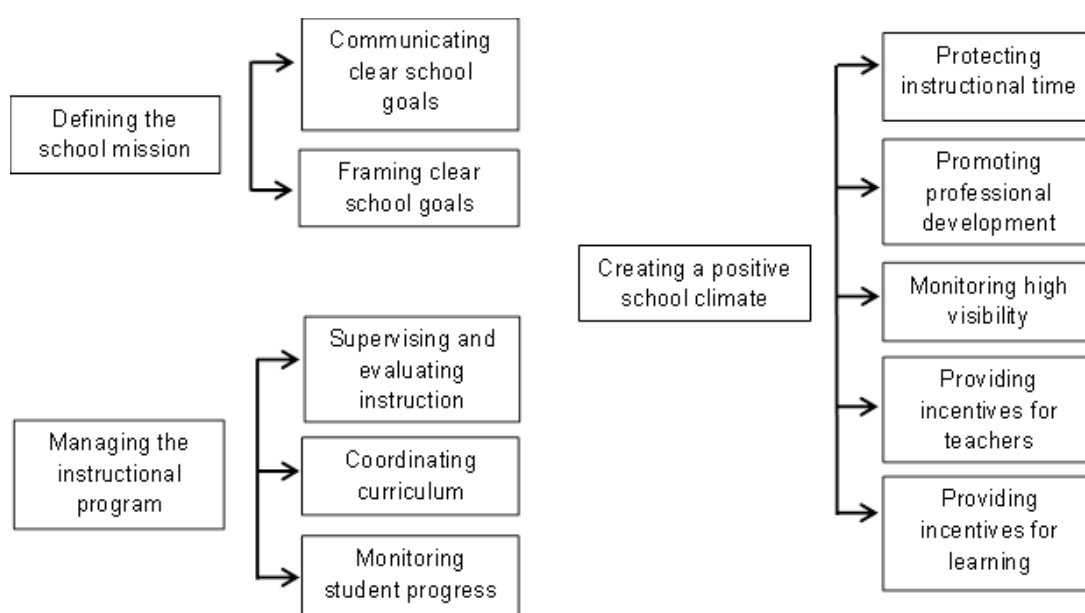 Defining the
school mission
Communicating
clear school
goals
Framing clear
school goals
Managing the
instructional
program
Supervising and
evaluating
instruction
Coordinating
curriculum
Monitoring
student progress
Creating a positive
school climate
Protecting
instructional time
Promoting
professional
development
Monitoring high
visibility
Providing
incentives for
teachers
Providing
incentives for
learning